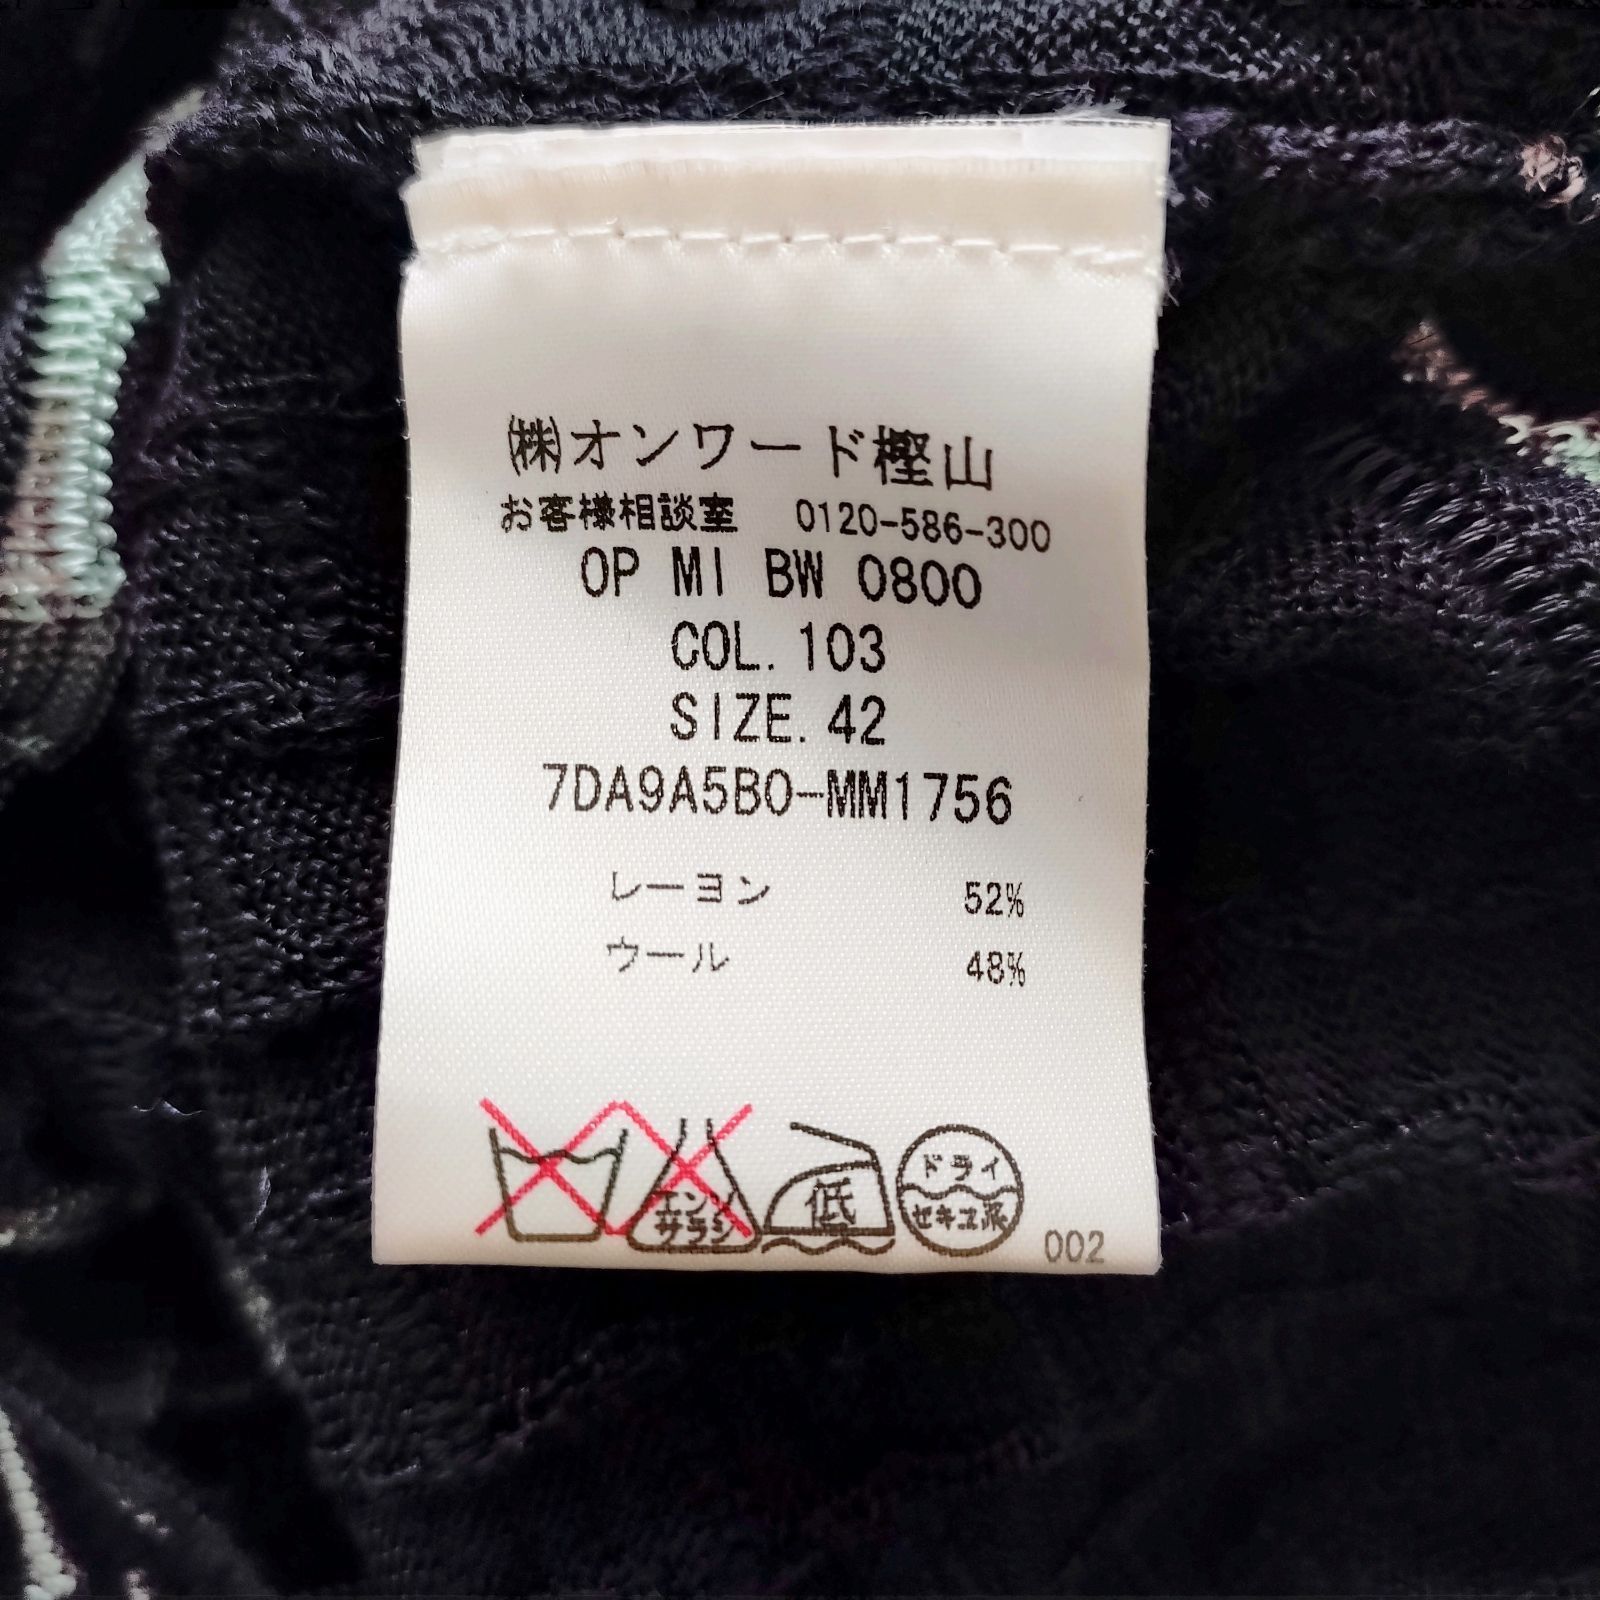 ㈱オンワード樫山
お客様相談室 0120-586-300
OP MI BW 0800
COL. 103
SIZE. 42
7DA9A5B0-MM1756
レーヨン 52%
ウール 48%
エンソ
サラシ
低
ドライ
セキユ系
002